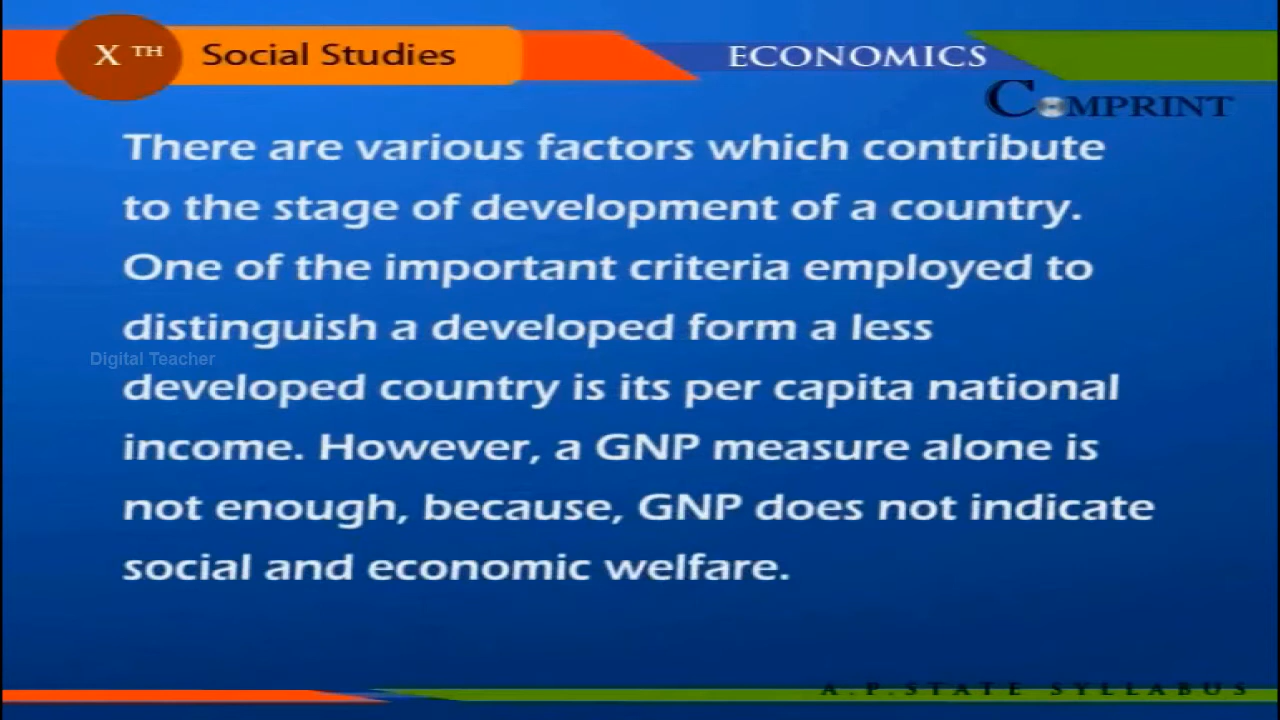 X TH Social Studies ECONOMICS
COMPRINT
There are various factors which contribute
to the stage of development of a country.
One of the important criteria employed to
distinguish a developed form a less
Digital Teacher
developed country is its per capita national
income. However, a GNP measure alone is
not enough, because, GNP does not indicate
social and economic welfare.
A.P.STATE SYLLABUS